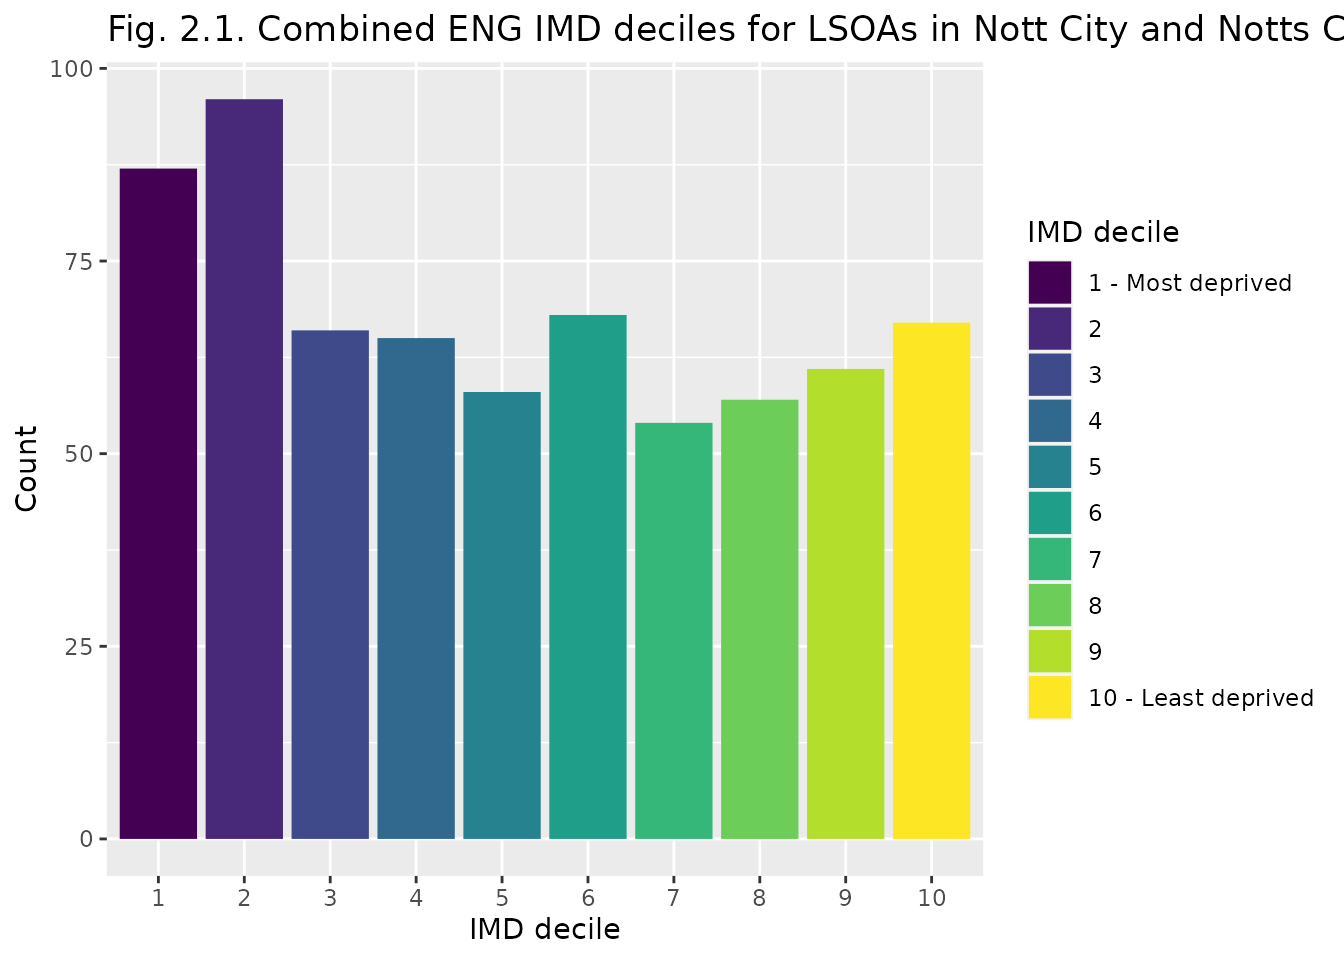 Fig. 2.1. Combined ENG IMD deciles for LSOAs in Nott City and Notts
100
75
50
25
0
Count
1 2 3 4 5 6 7 8 9 10
IMD decile
IMD decile
1 - Most deprived
2
3
4
5
6
7
8
9
10 - Least deprived